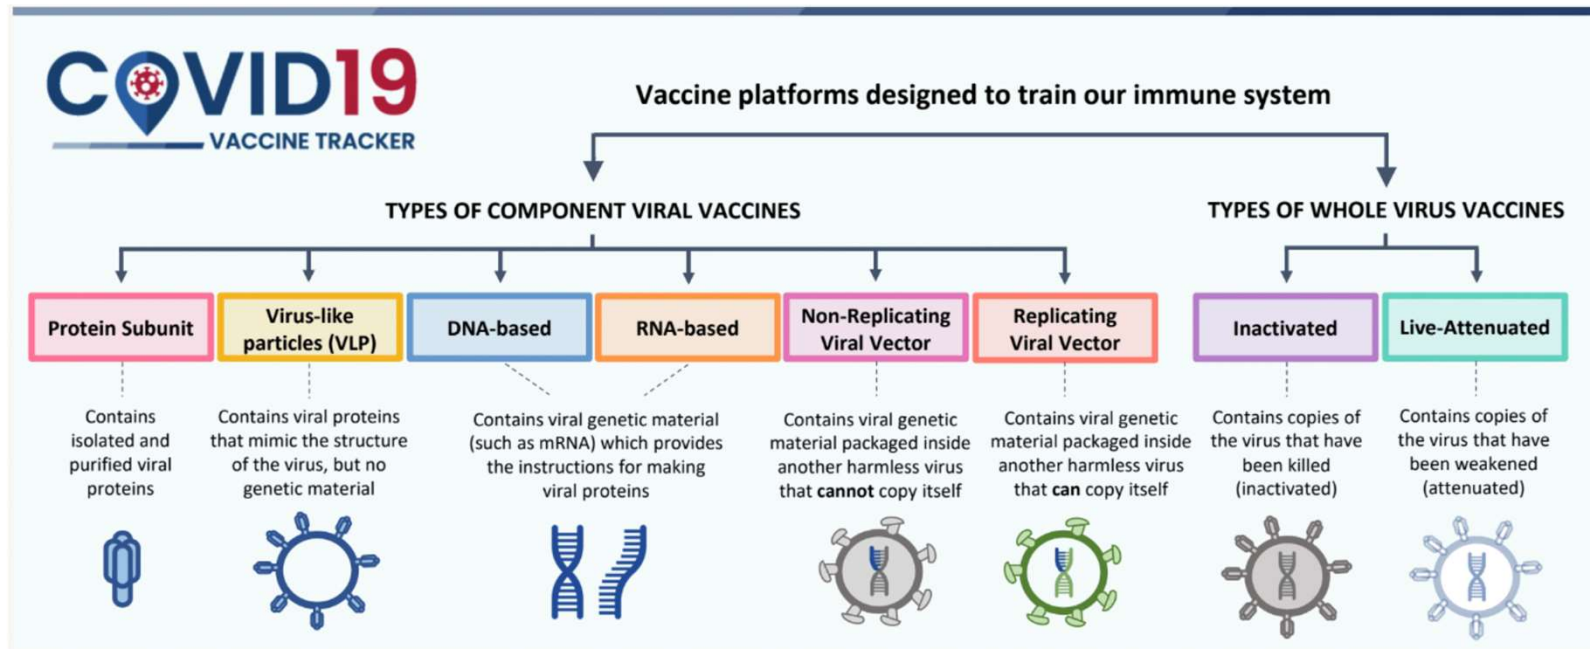 COVID19
VACCINE TRACKER
Vaccine platforms designed to train our immune system
TYPES OF COMPONENT VIRAL VACCINES
TYPES OF WHOLE VIRUS VACCINES
Protein Subunit
Virus-like
particles (VLP)
DNA-based
RNA-based
Non-Replicating
Viral Vector
Replicating
Viral Vector
Inactivated
Live-Attenuated
Contains
isolated and
purified viral
proteins
Contains viral proteins
that mimic the structure
of the virus, but no
genetic material
Contains viral genetic material
(such as mRNA) which provides
the instructions for making
viral proteins
Contains viral genetic
material packaged inside
another harmless virus
that cannot copy itself
Contains viral genetic
material packaged inside
another harmless virus
that can copy itself
Contains copies of
the virus that have
been killed
(inactivated)
Contains copies of
the virus that have
been weakened
(attenuated)